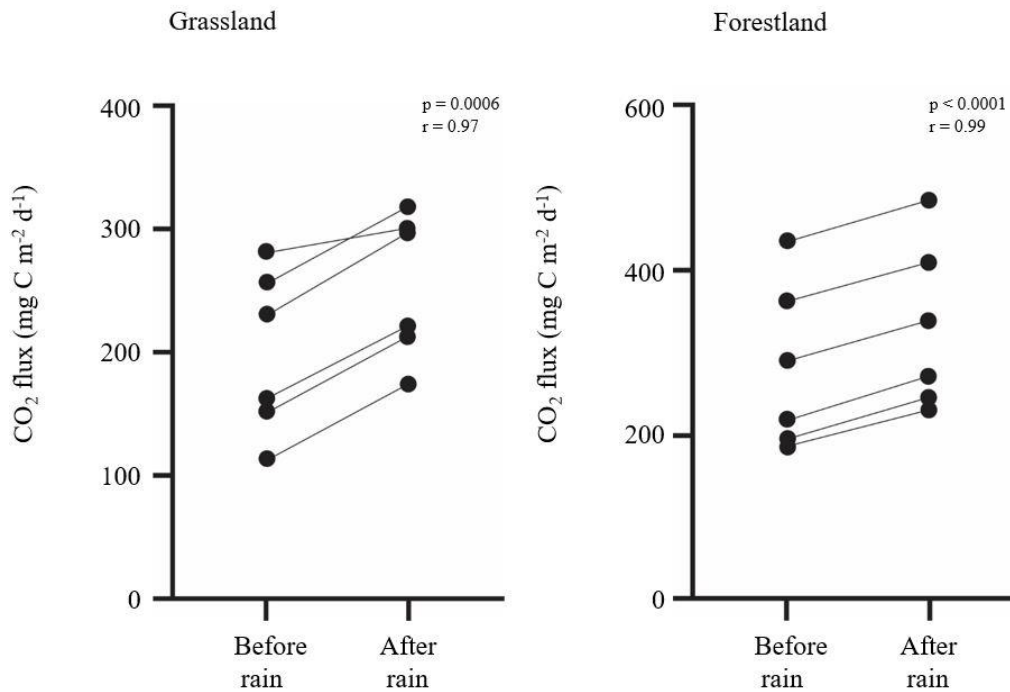 Grassland
p = 0.0006
r = 0.97
CO₂ flux (mg C m⁻² d⁻¹)
400
300
200
100
0
Before rain
After rain
Forestland
p < 0.0001
r = 0.99
CO₂ flux (mg C m⁻² d⁻¹)
600
400
200
0
Before rain
After rain